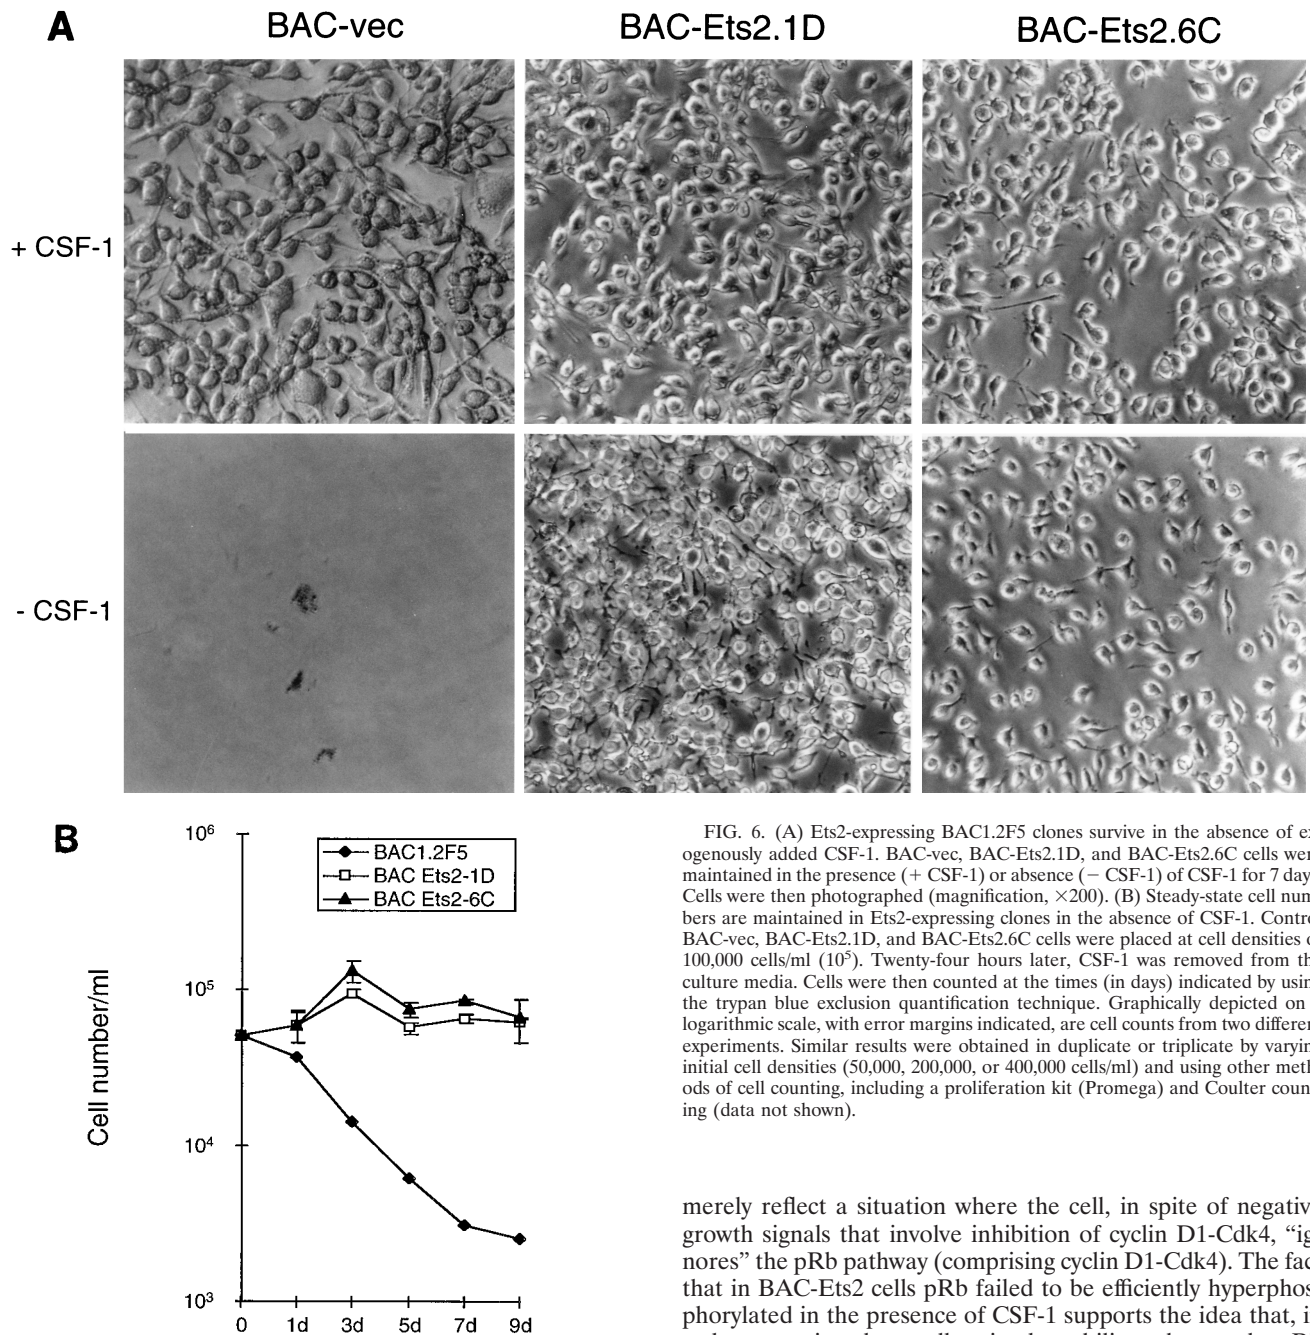 A
BAC-vec
BAC-Ets2.1D
BAC-Ets2.6C
+ CSF-1
- CSF-1
B
10⁶
10⁵
10⁴
10³
Cell number/ml
BAC1.2F5
BAC Ets2-1D
BAC Ets2-6C
0 1d 3d 5d 7d 9d
FIG. 6. (A) Ets2-expressing BAC1.2F5 clones survive in the absence of ex
ogenously added CSF-1. BAC-vec, BAC-Ets2.1D, and BAC-Ets2.6C cells wer
maintained in the presence (+ CSF-1) or absence (− CSF-1) of CSF-1 for 7 day
Cells were then photographed (magnification, ×200). (B) Steady-state cell num
bers are maintained in Ets2-expressing clones in the absence of CSF-1. Contro
BAC-vec, BAC-Ets2.1D, and BAC-Ets2.6C cells were placed at cell densities o
100,000 cells/ml (10⁵). Twenty-four hours later, CSF-1 was removed from th
culture media. Cells were then counted at the times (in days) indicated by usin
the trypan blue exclusion quantification technique. Graphically depicted on
logarithmic scale, with error margins indicated, are cell counts from two differen
experiments. Similar results were obtained in duplicate or triplicate by varyin
initial cell densities (50,000, 200,000, or 400,000 cells/ml) and using other meth
ods of cell counting, including a proliferation kit (Promega) and Coulter coun
ing (data not shown).
merely reflect a situation where the cell, in spite of negativ
growth signals that involve inhibition of cyclin D1-Cdk4, “ig
nores” the pRb pathway (comprising cyclin D1-Cdk4). The fac
that in BAC-Ets2 cells pRb failed to be efficiently hyperphos
phorylated in the presence of CSF-1 supports the idea that, i